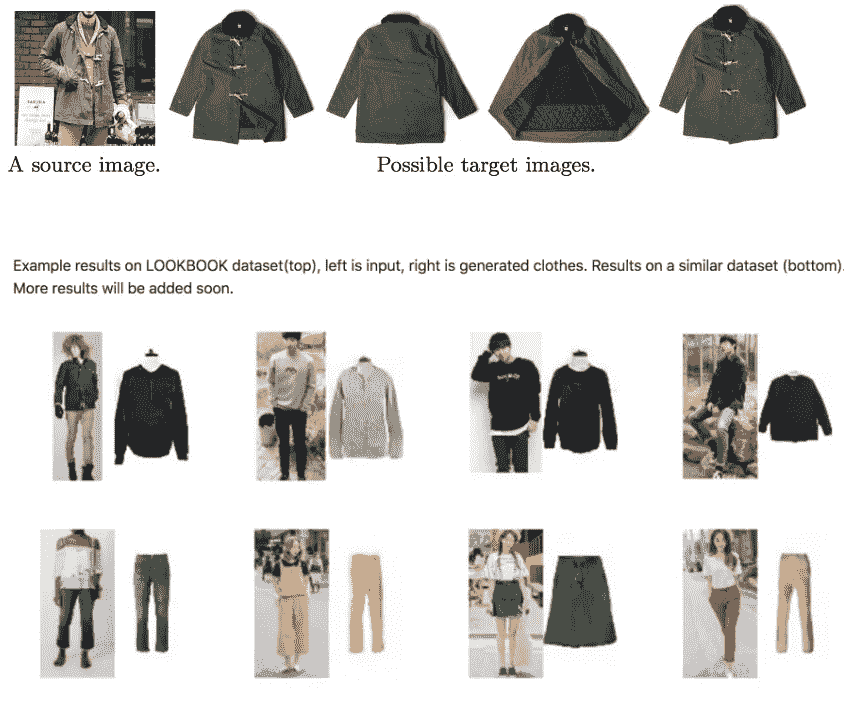 A source image.
Possible target images.
Example results on LOOKBOOK dataset(top), left is input, right is generated clothes. Results on a similar dataset (bottom).
More results will be added soon.